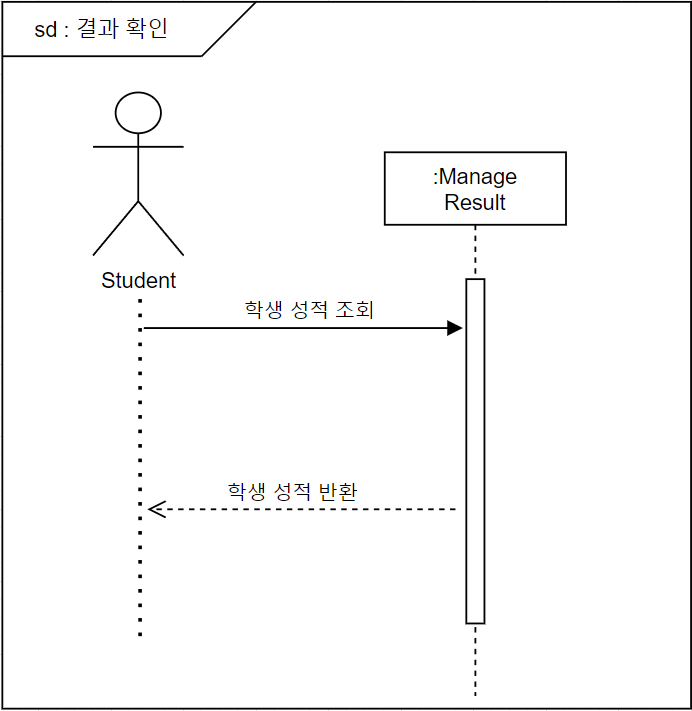 sd : 결과 확인
:Manage
Result
Student
학생 성적 조회
학생 성적 반환